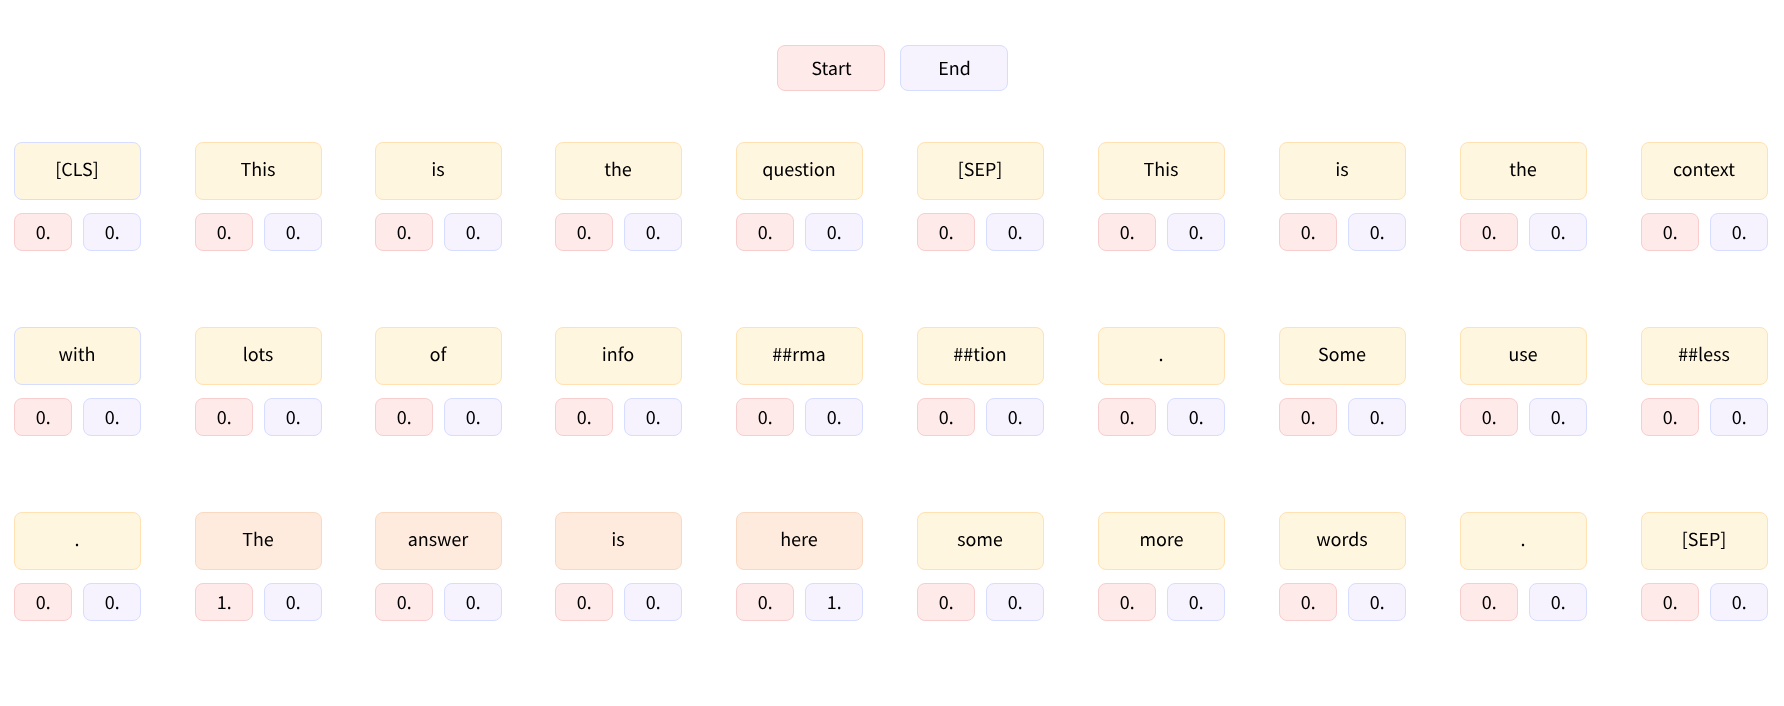 Start End
[CLS] This is the question [SEP] This is the context
0. 0. 0. 0. 0. 0. 0. 0. 0. 0. 0. 0. 0. 0. 0. 0. 0. 0. 0. 0.
with lots of info ##rma ##tion . Some use ##less
0. 0. 0. 0. 0. 0. 0. 0. 0. 0. 0. 0. 0. 0. 0. 0. 0. 0. 0. 0.
. The answer is here some more words . [SEP]
0. 0. 1. 0. 0. 0. 0. 0. 0. 1. 0. 0. 0. 0. 0. 0. 0. 0. 0. 0.